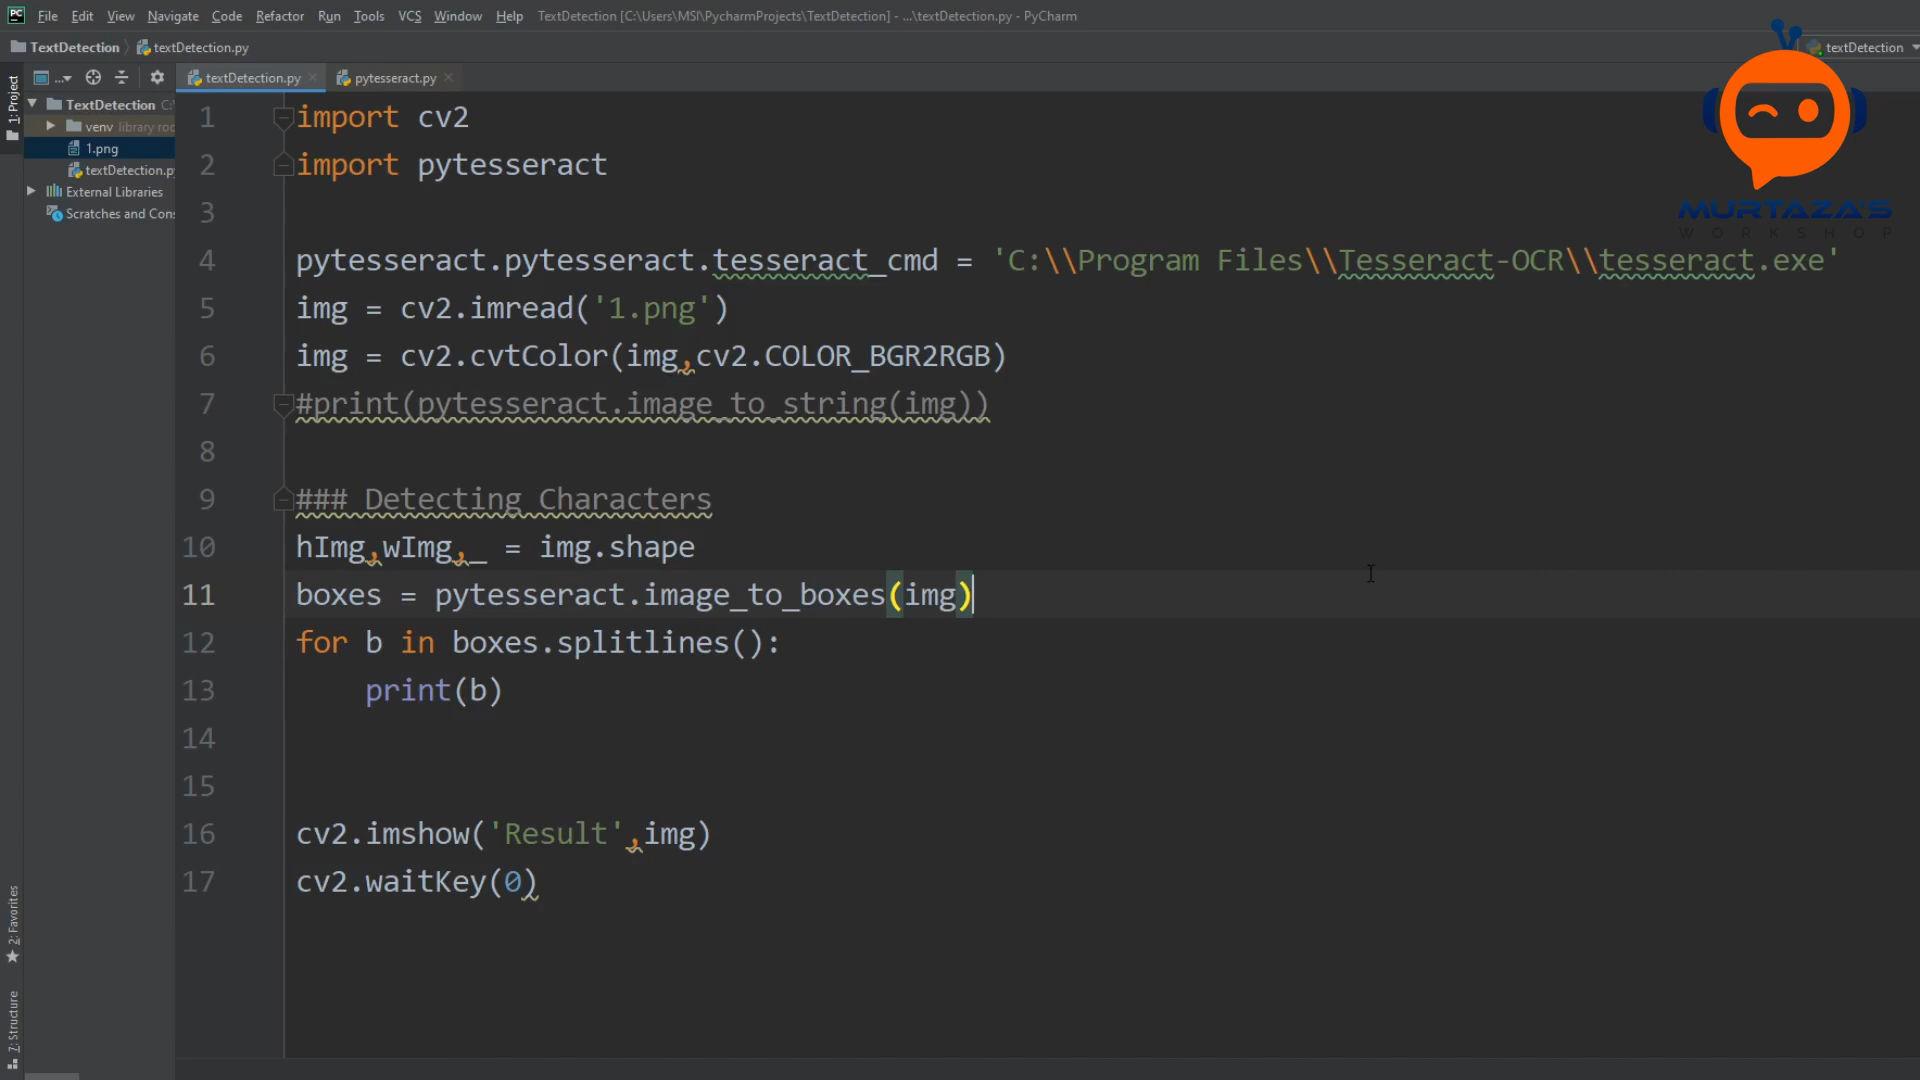 File Edit View Navigate Code Refactor Run Tools VCS Window Help TextDetection [C:\Users\MSI\PycharmProjects\TextDetection] - ...\textDetection.py - PyCharm
TextDetection textDetection.py textDetection
... textDetection.py pytesseract.py
1: Project
TextDetection C:
venv library roo
1.png
textDetection.p
External Libraries
Scratches and Con
MURTAZA'S
WORKSHOP
1 import cv2
2 import pytesseract
3
4 pytesseract.pytesseract.tesseract_cmd = 'C:\\Program Files\\Tesseract-OCR\\tesseract.exe'
5 img = cv2.imread('1.png')
6 img = cv2.cvtColor(img,cv2.COLOR_BGR2RGB)
7 #print(pytesseract.image_to_string(img))
8
9 ### Detecting Characters
10 hImg,wImg,_ = img.shape
11 boxes = pytesseract.image_to_boxes(img)
12 for b in boxes.splitlines():
13     print(b)
14
15
16 cv2.imshow('Result',img)
17 cv2.waitKey(0)
2: Favorites
7: Structure